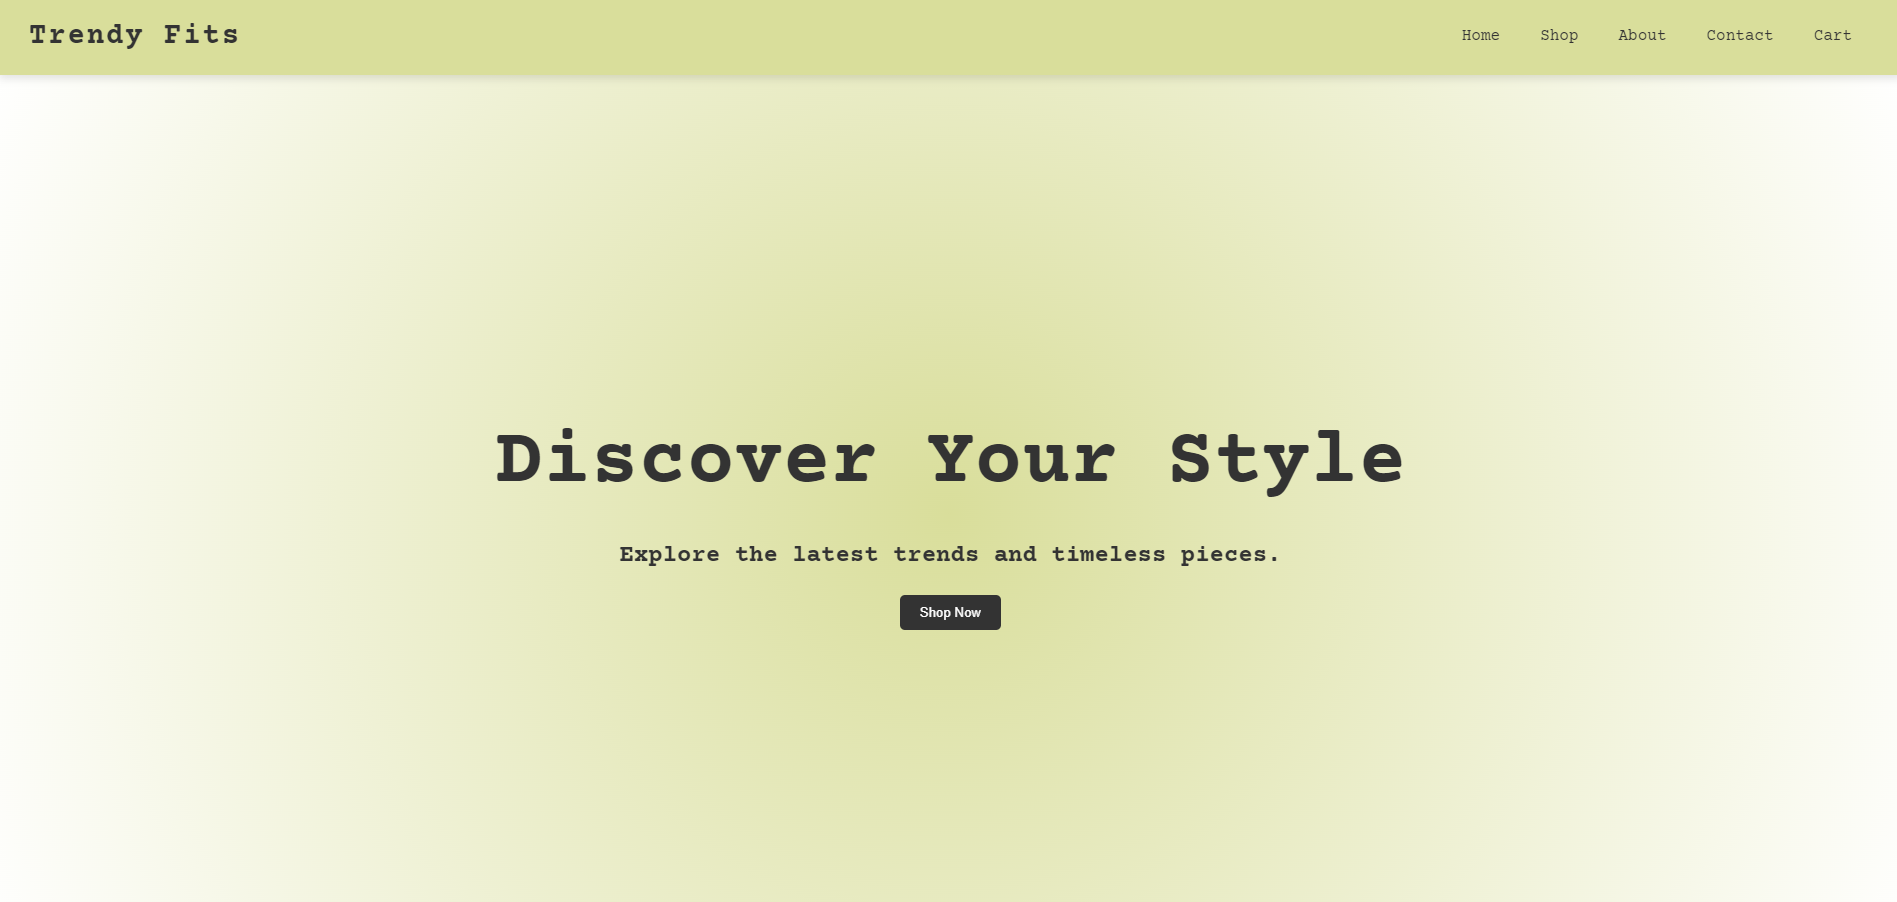 Trendy Fits
Home Shop About Contact Cart
Discover Your Style
Explore the latest trends and timeless pieces.
Shop Now